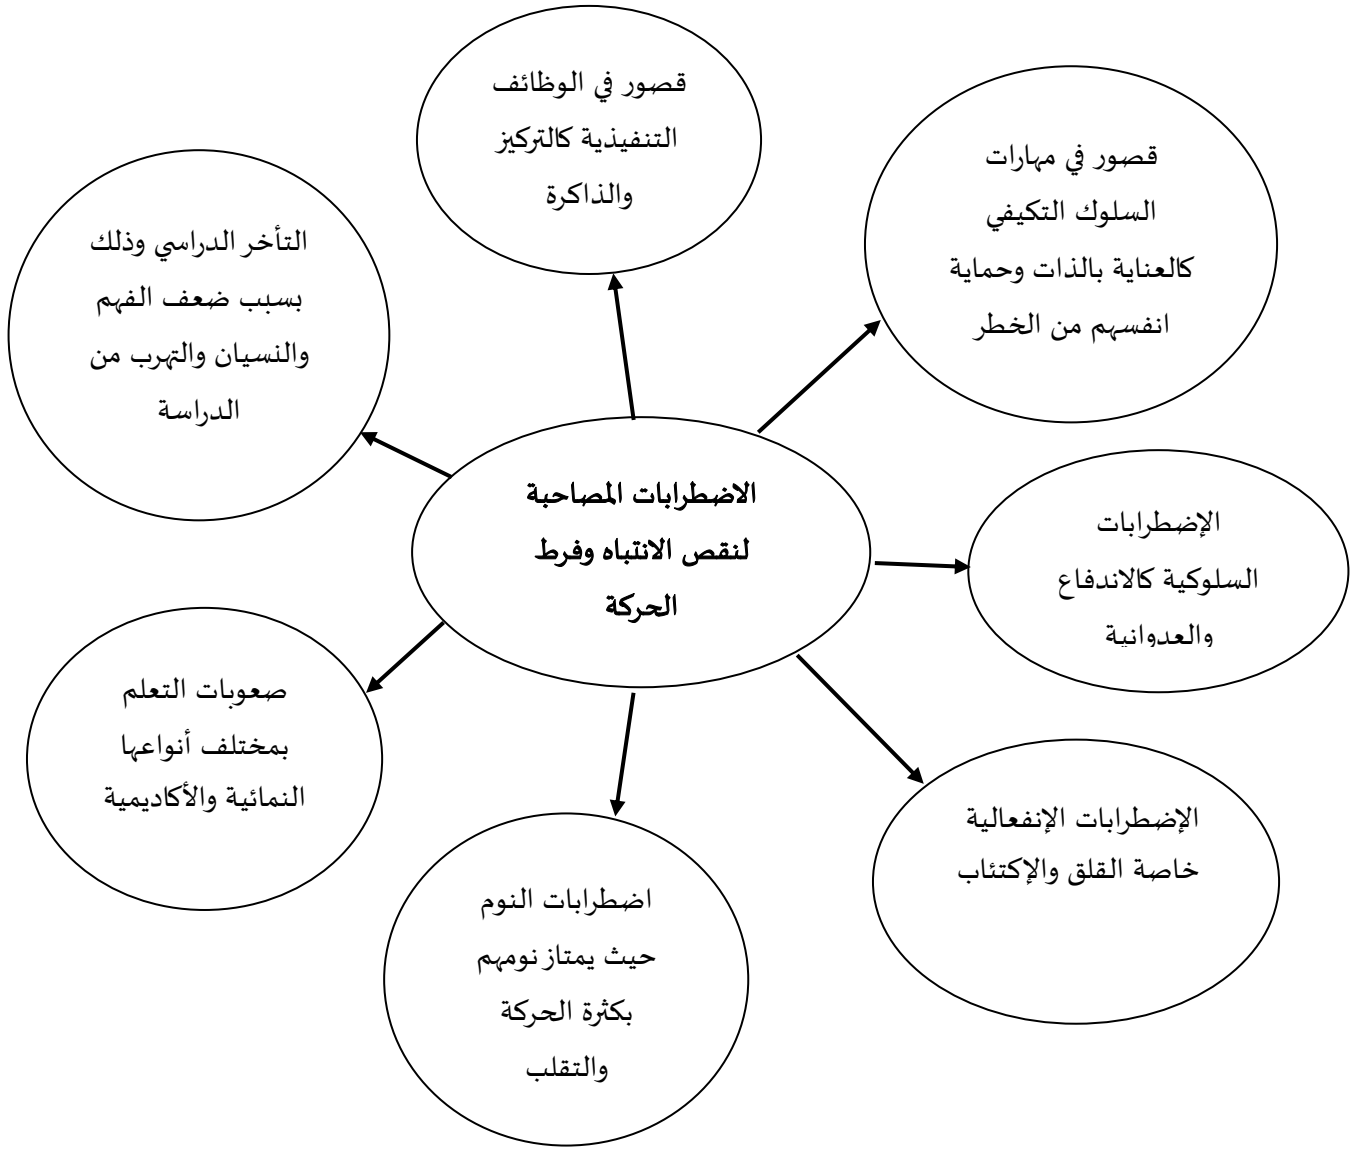 قصور في الوظائف
التنفيذية كالتركيز
والذاكرة
قصور في مهارات
السلوك التكيفي
كالعناية بالذات وحماية
انفسهم من الخطر
التأخر الدراسي وذلك
بسبب ضعف الفهم
والنسيان والتهرب من
الدراسة
الاضطرابات المصاحبة
لنقص الانتباه وفرط
الحركة
الإضطرابات
السلوكية كالاندفاع
والعدوانية
صعوبات التعلم
بمختلف أنواعها
النمائية والأكاديمية
الإضطرابات الإنفعالية
خاصة القلق والإكتئاب
اضطرابات النوم
حيث يمتاز نومهم
بكثرة الحركة
والتقلب